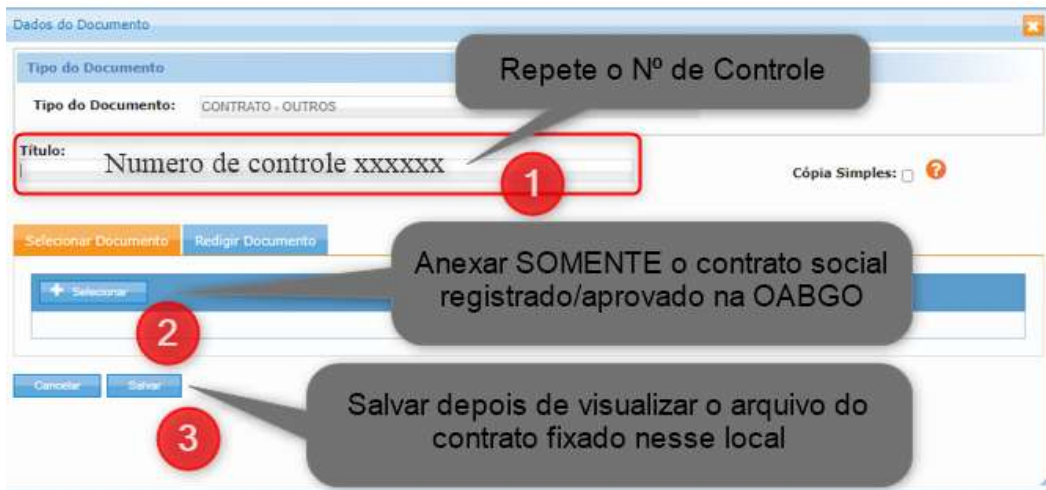 Dados do Documento
Tipo do Documento
Repete o Nº de Controle
Tipo do Documento:
CONTRATO - OUTROS
Título:
Numero de controle xxxxxx
1
Cópia Simples:
?
Selecionar Documento
Redigir Documento
Anexar SOMENTE o contrato social
registrado/aprovado na OABGO
+ Selecionar
2
Cancelar
Salvar
Salvar depois de visualizar o arquivo do
contrato fixado nesse local
3